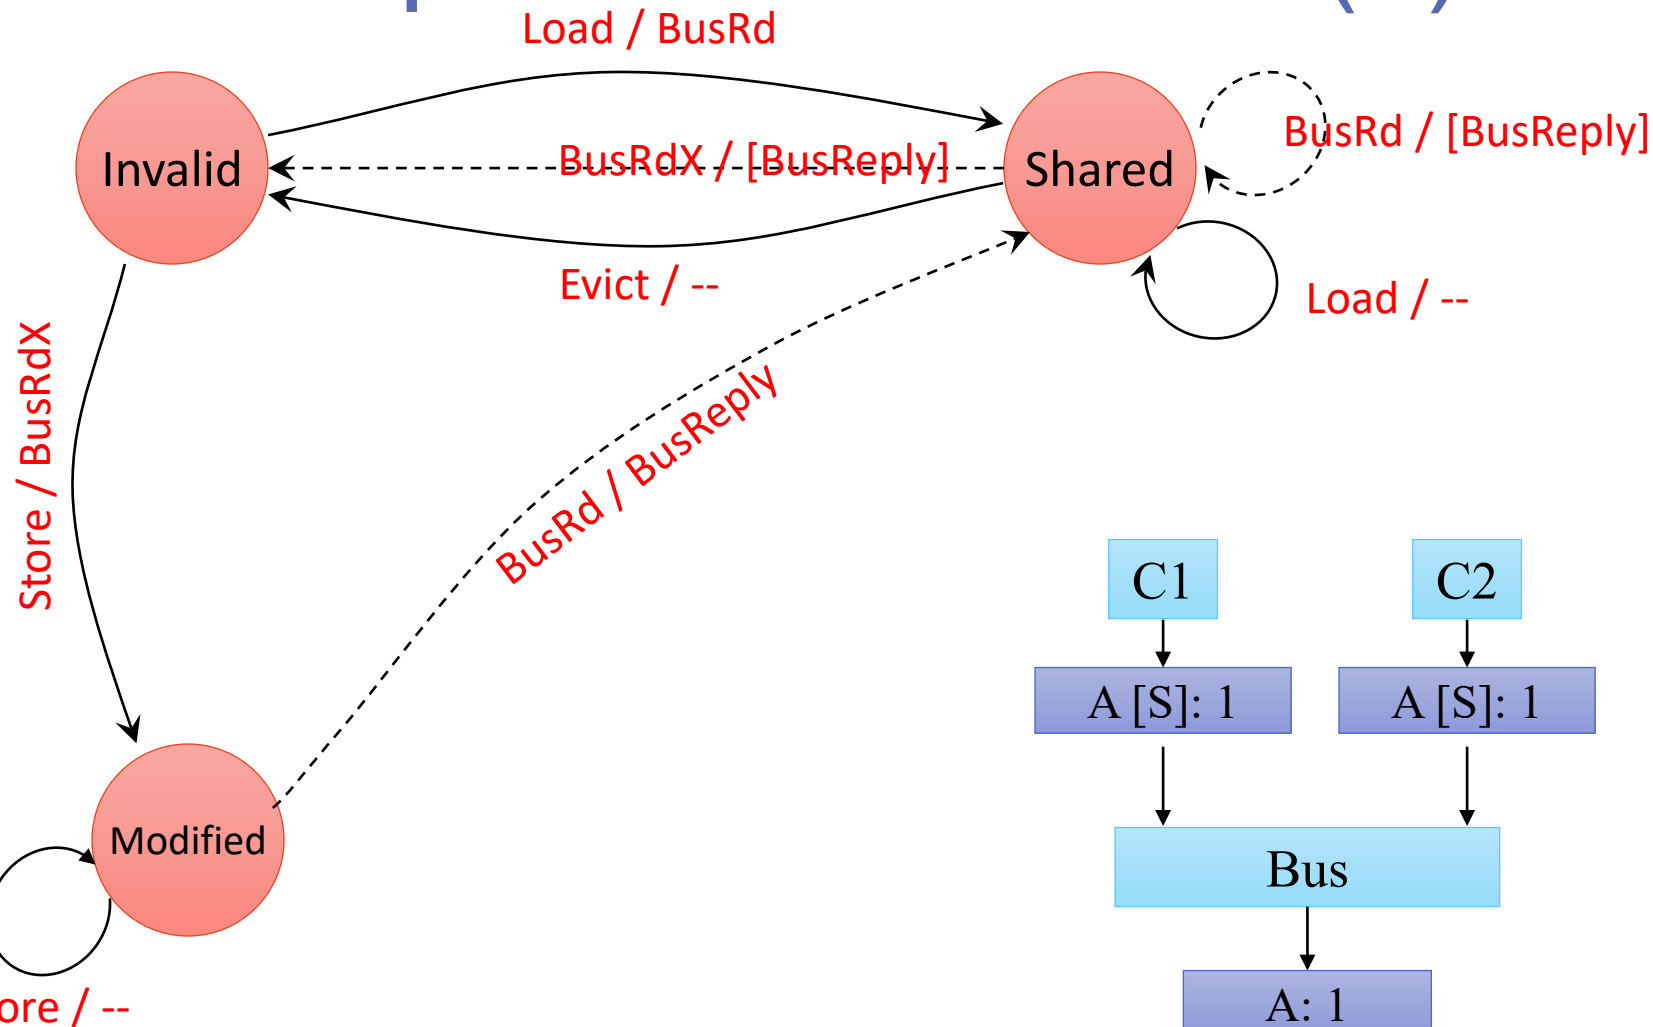 Load / BusRd
Invalid
BusRdX / [BusReply]
Shared
BusRd / [BusReply]
Evict / --
Load / --
Store / BusRdX
BusRd / BusReply
C1
C2
A [S]: 1
A [S]: 1
Modified
Bus
ore / --
A: 1